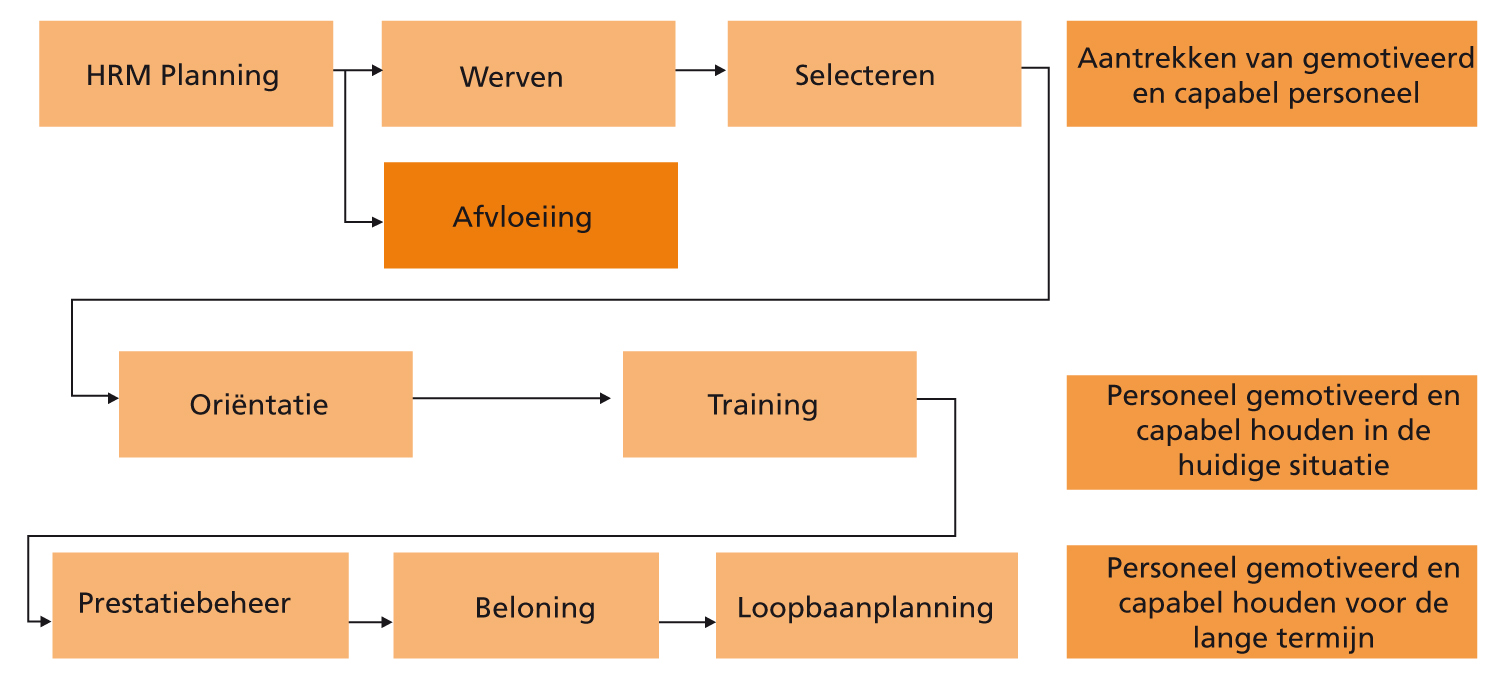 HRM Planning
Werven
Selecteren
Aantrekken van gemotiveerd
en capabel personeel
Afvloeiing
Oriëntatie
Training
Personeel gemotiveerd en
capabel houden in de
huidige situatie
Prestatiebeheer
Beloning
Loopbaanplanning
Personeel gemotiveerd en
capabel houden voor de
lange termijn